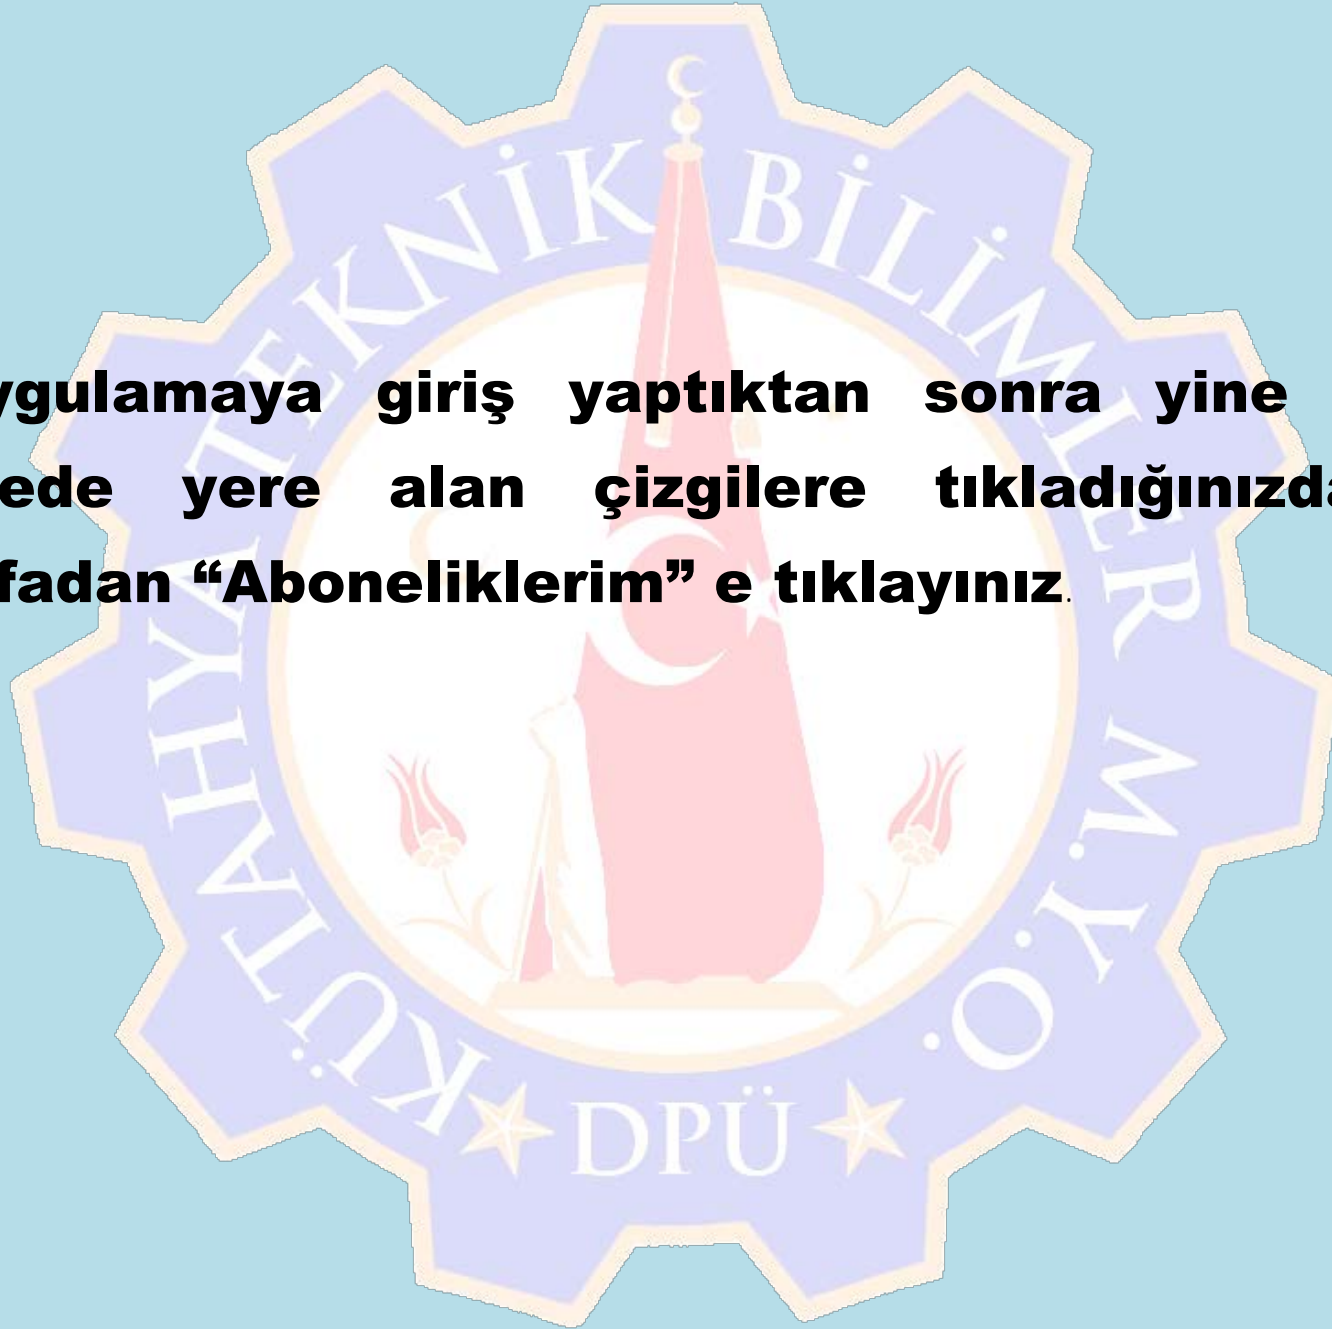 KÜTAHYA TEKNİK BİLİMLER M.Y.O.
ygulamaya giriş yaptıktan sonra yine
ede yere alan çizgilere tıkladığınızda
fadan “Aboneliklerim” e tıklayınız.
DPÜ